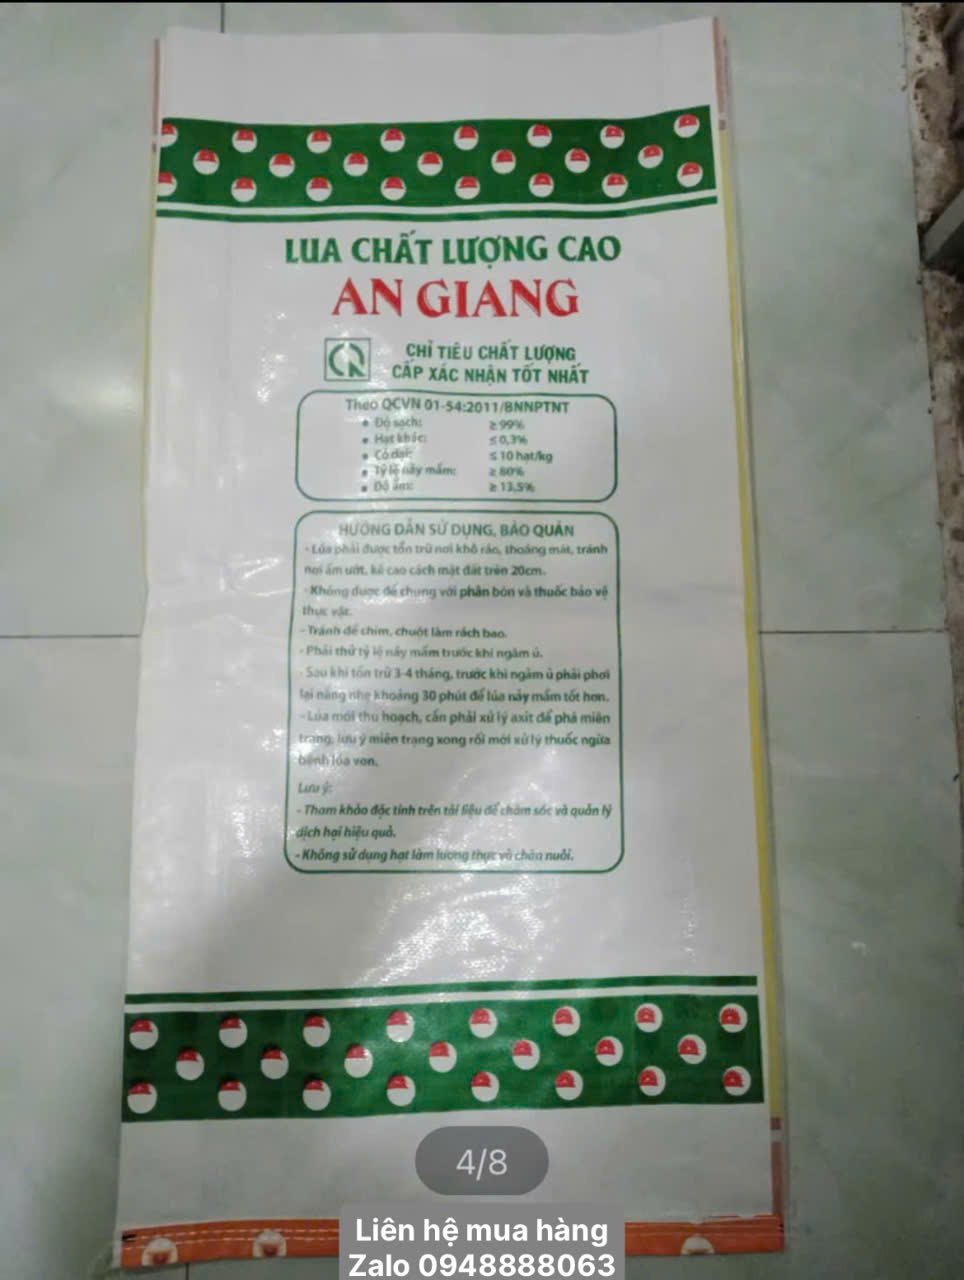 LUA CHẤT LƯỢNG CAO
AN GIANG
CHỈ TIÊU CHẤT LƯỢNG
CẤP XÁC NHẬN TỐT NHẤT
Theo QCVN 01-54:2011/BNNPTNT
• Độ sạch: ≥ 99%
• Hạt khác: ≤ 0,3%
• Cỏ dại: ≤ 10 hạt/kg
• Tỷ lệ nảy mầm: ≥ 80%
• Độ ẩm: ≥ 13,5%
HƯỚNG DẪN SỬ DỤNG, BẢO QUẢN
- Lúa phải được tồn trữ nơi khô ráo, thoáng mát, tránh
nơi ẩm ướt, kê cao cách mặt đất trên 20cm.
- Không được để chung với phân bón và thuốc bảo vệ
thực vật.
- Tránh để chim, chuột làm rách bao.
- Phải thử tỷ lệ nảy mầm trước khi ngâm ủ.
- Sau khi tồn trữ 3-4 tháng, trước khi ngâm ủ phải phơi
lại nắng nhẹ khoảng 30 phút để lúa nảy mầm tốt hơn.
- Lúa mới thu hoạch, cần phải xử lý axit để phá miên
trạng, lưu ý miên trạng xong rồi mới xử lý thuốc ngừa
bệnh lúa von.
Lưu ý:
- Tham khảo đặc tính trên tài liệu để chăm sóc và quản lý
dịch hại hiệu quả.
- Không sử dụng hạt làm lương thực và chăn nuôi.
4/8
Liên hệ mua hàng
Zalo 0948888063